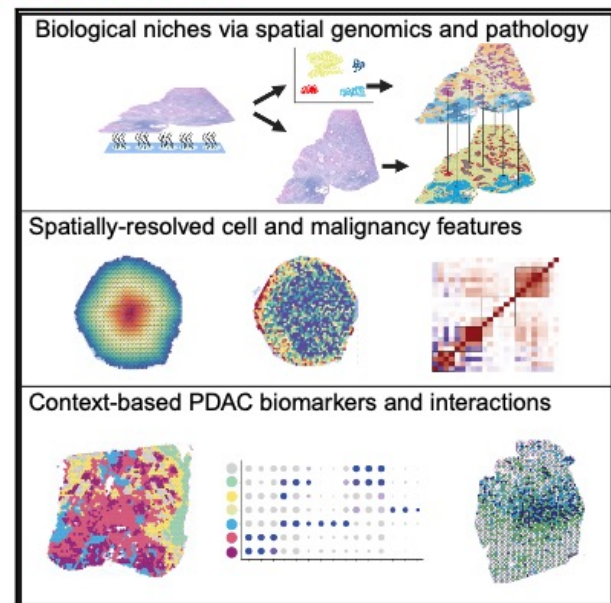 Biological niches via spatial genomics and pathology
Spatially-resolved cell and malignancy features
Context-based PDAC biomarkers and interactions